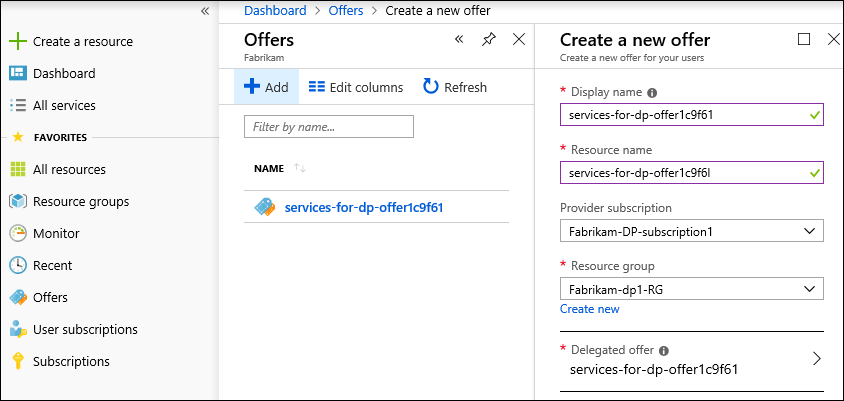 Dashboard > Offers > Create a new offer
«
Create a resource
Dashboard
All services
FAVORITES
All resources
Resource groups
Monitor
Recent
Offers
User subscriptions
Subscriptions
Offers
Fabrikam
Add Edit columns Refresh
Filter by name...
NAME
services-for-dp-offer1c9f61
Create a new offer
Create a new offer for your users
* Display name
services-for-dp-offer1c9f61
* Resource name
services-for-dp-offer1c9f6l
Provider subscription
Fabrikam-DP-subscription1
* Resource group
Fabrikam-dp1-RG
Create new
* Delegated offer
services-for-dp-offer1c9f61